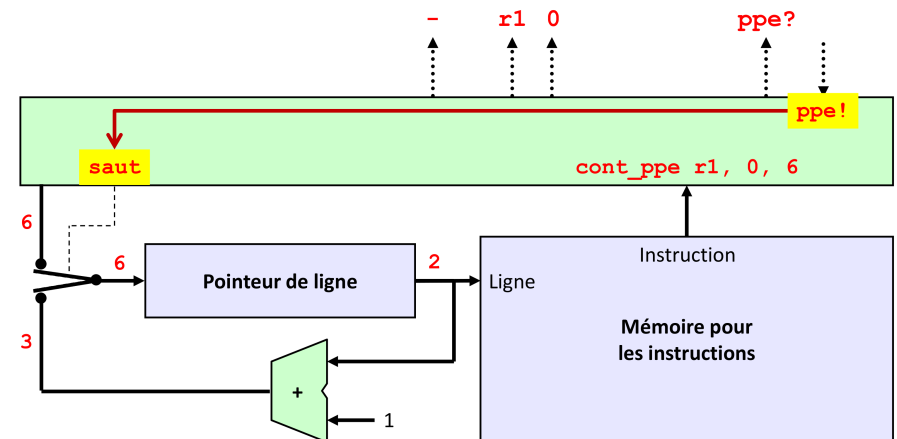 - r1 0 ppe?
ppe!
saut
cont_ppe r1, 0, 6
6
6
2
Instruction
Pointeur de ligne
Ligne
Mémoire pour
les instructions
3
+
1